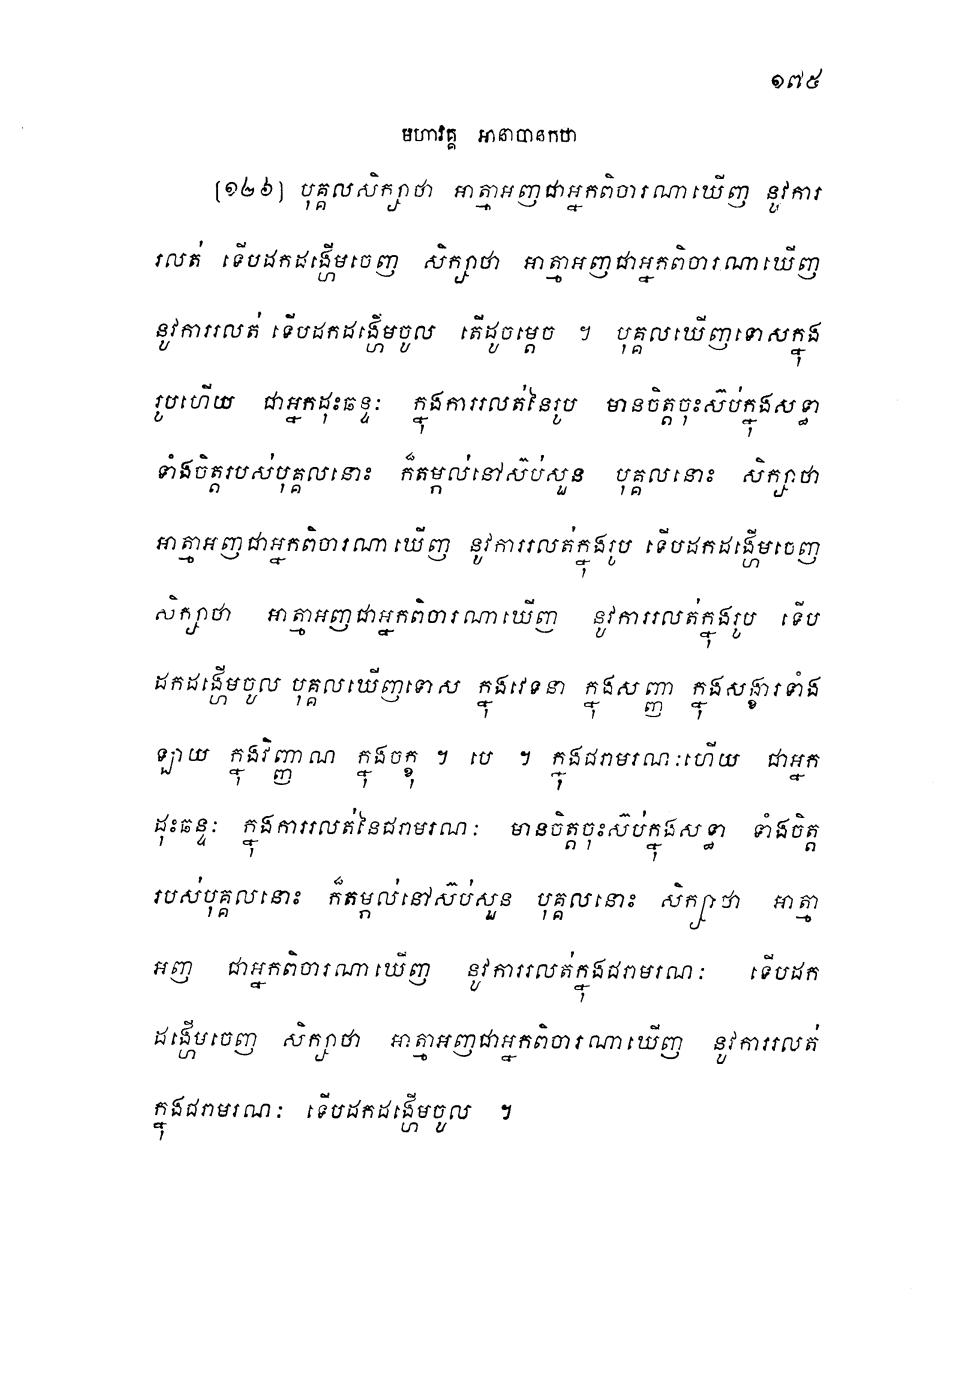 ១៧៥
មហាវគ្គ អានាបានកថា
[១២៦] បុគ្គលសិក្សាថា អាត្មាអញជាអ្នកពិចារណាឃើញ នូវការ
រលត់ ទើបដកដង្ហើមចេញ សិក្សាថា អាត្មាអញជាអ្នកពិចារណាឃើញ
នូវការរលត់ ទើបដកដង្ហើមចូល តើដូចម្តេច ។ បុគ្គលឃើញទោសក្នុង
រូបហើយ ជាអ្នកដុះឆន្ទៈ ក្នុងការរលត់នៃរូប មានចិត្តចុះស៊ប់ក្នុងសទ្ធា
ទាំងចិត្តរបស់បុគ្គលនោះ ក៏តម្កល់នៅស៊ប់សួន បុគ្គលនោះ សិក្សាថា
អាត្មាអញជាអ្នកពិចារណាឃើញ នូវការរលត់ក្នុងរូប ទើបដកដង្ហើមចេញ
សិក្សាថា អាត្មាអញជាអ្នកពិចារណាឃើញ នូវការរលត់ក្នុងរូប ទើប
ដកដង្ហើមចូល បុគ្គលឃើញទោស ក្នុងវេទនា ក្នុងសញ្ញា ក្នុងសង្ខារទាំង
ឡាយ ក្នុងវិញ្ញាណ ក្នុងចក្ខុ ។ បេ ។ ក្នុងជរាមរណៈហើយ ជាអ្នក
ដុះឆន្ទៈ ក្នុងការរលត់នៃជរាមរណៈ មានចិត្តចុះស៊ប់ក្នុងសទ្ធា ទាំងចិត្ត
របស់បុគ្គលនោះ ក៏តម្កល់នៅស៊ប់សួន បុគ្គលនោះ សិក្សាថា អាត្មា
អញ ជាអ្នកពិចារណាឃើញ នូវការរលត់ក្នុងជរាមរណៈ ទើបដក
ដង្ហើមចេញ សិក្សាថា អាត្មាអញជាអ្នកពិចារណាឃើញ នូវការរលត់
ក្នុងជរាមរណៈ ទើបដកដង្ហើមចូល ។